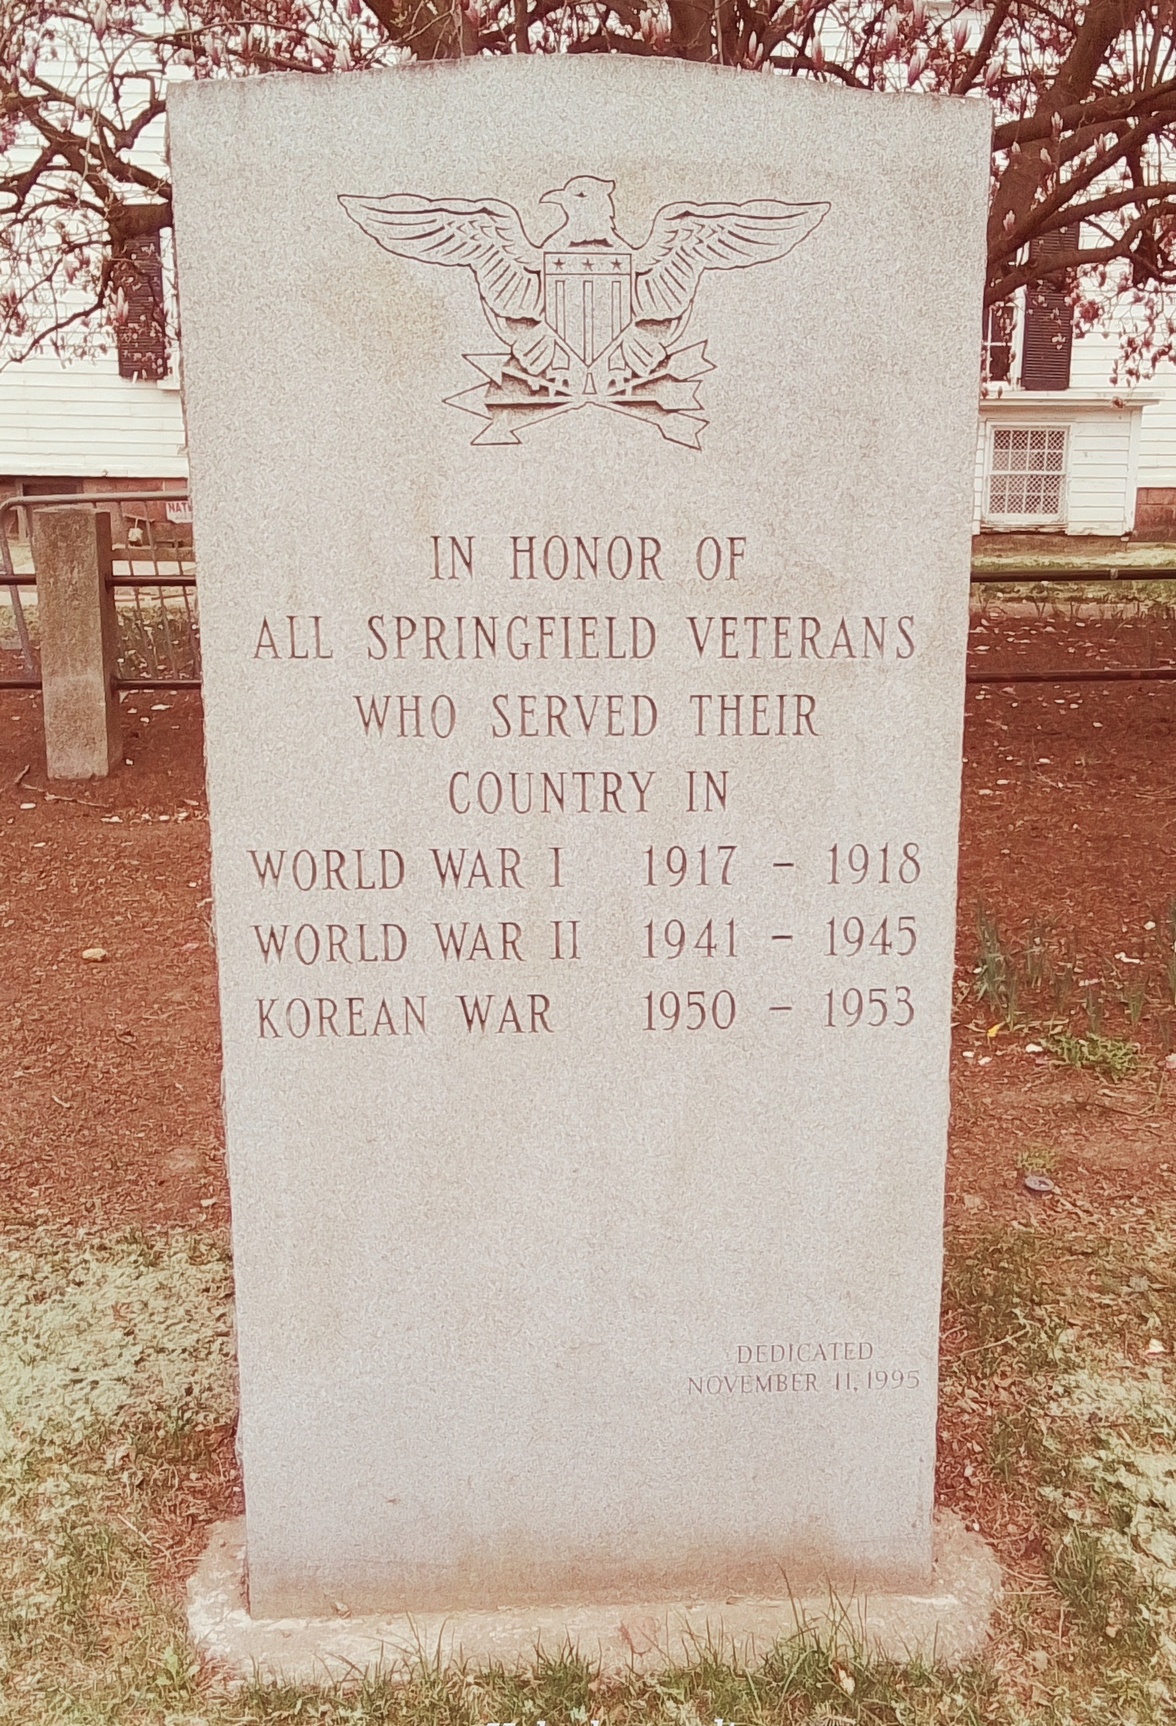 IN HONOR OF
ALL SPRINGFIELD VETERANS
WHO SERVED THEIR
COUNTRY IN
WORLD WAR I 1917 – 1918
WORLD WAR II 1941 – 1945
KOREAN WAR 1950 – 1953
DEDICATED
NOVEMBER 11, 1995